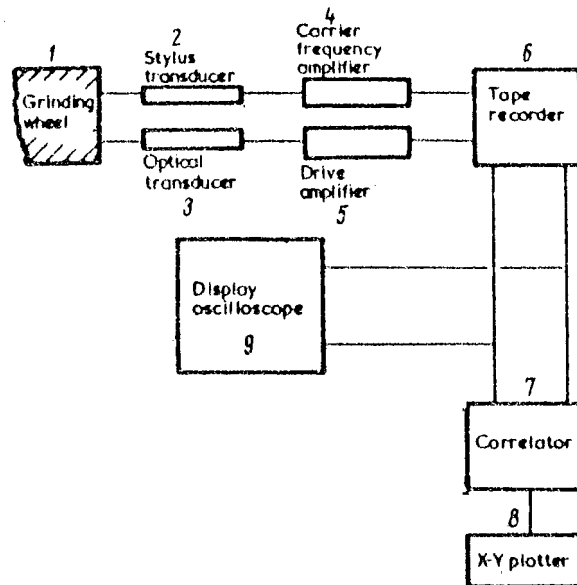 1
Grinding
wheel
2
Stylus
transducer
Optical
transducer
3
4
Carrier
frequency
amplifier
Drive
amplifier
5
6
Tape
recorder
Display
oscilloscope
9
7
Correlator
8
X-Y plotter